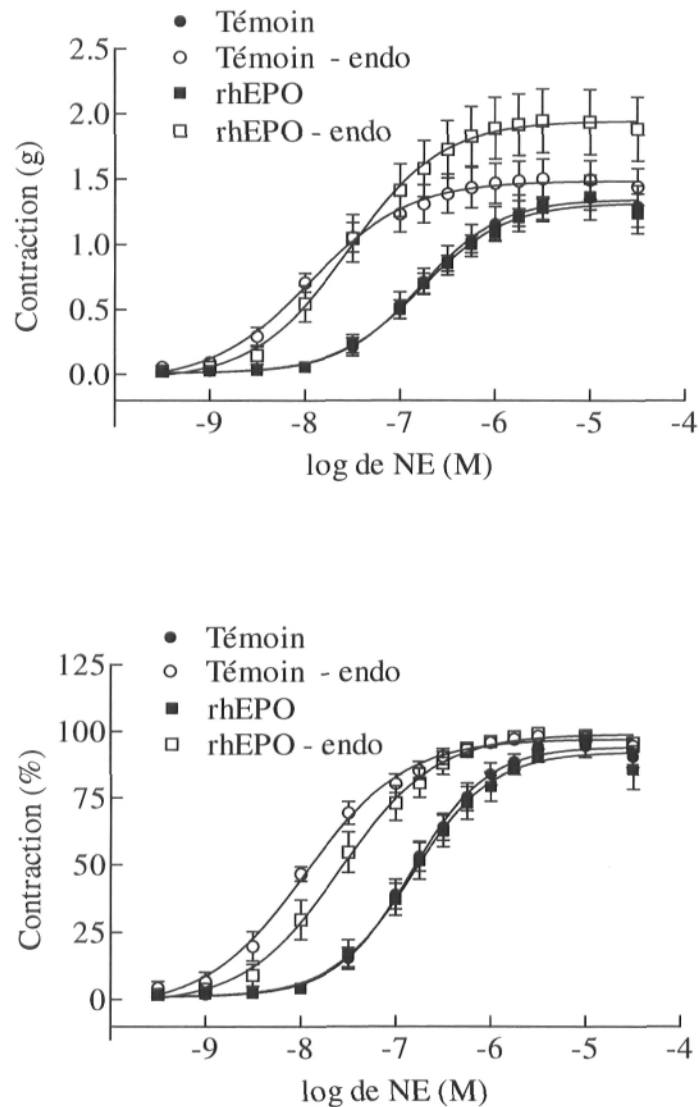 Témoin
Témoin - endo
rhEPO
rhEPO - endo
2.5
2.0
1.5
1.0
0.5
0.0
Contraction (g)
-9 -8 -7 -6 -5 -4
log de NE (M)
Témoin
Témoin - endo
rhEPO
rhEPO - endo
125
100
75
50
25
0
Contraction (%)
-9 -8 -7 -6 -5 -4
log de NE (M)